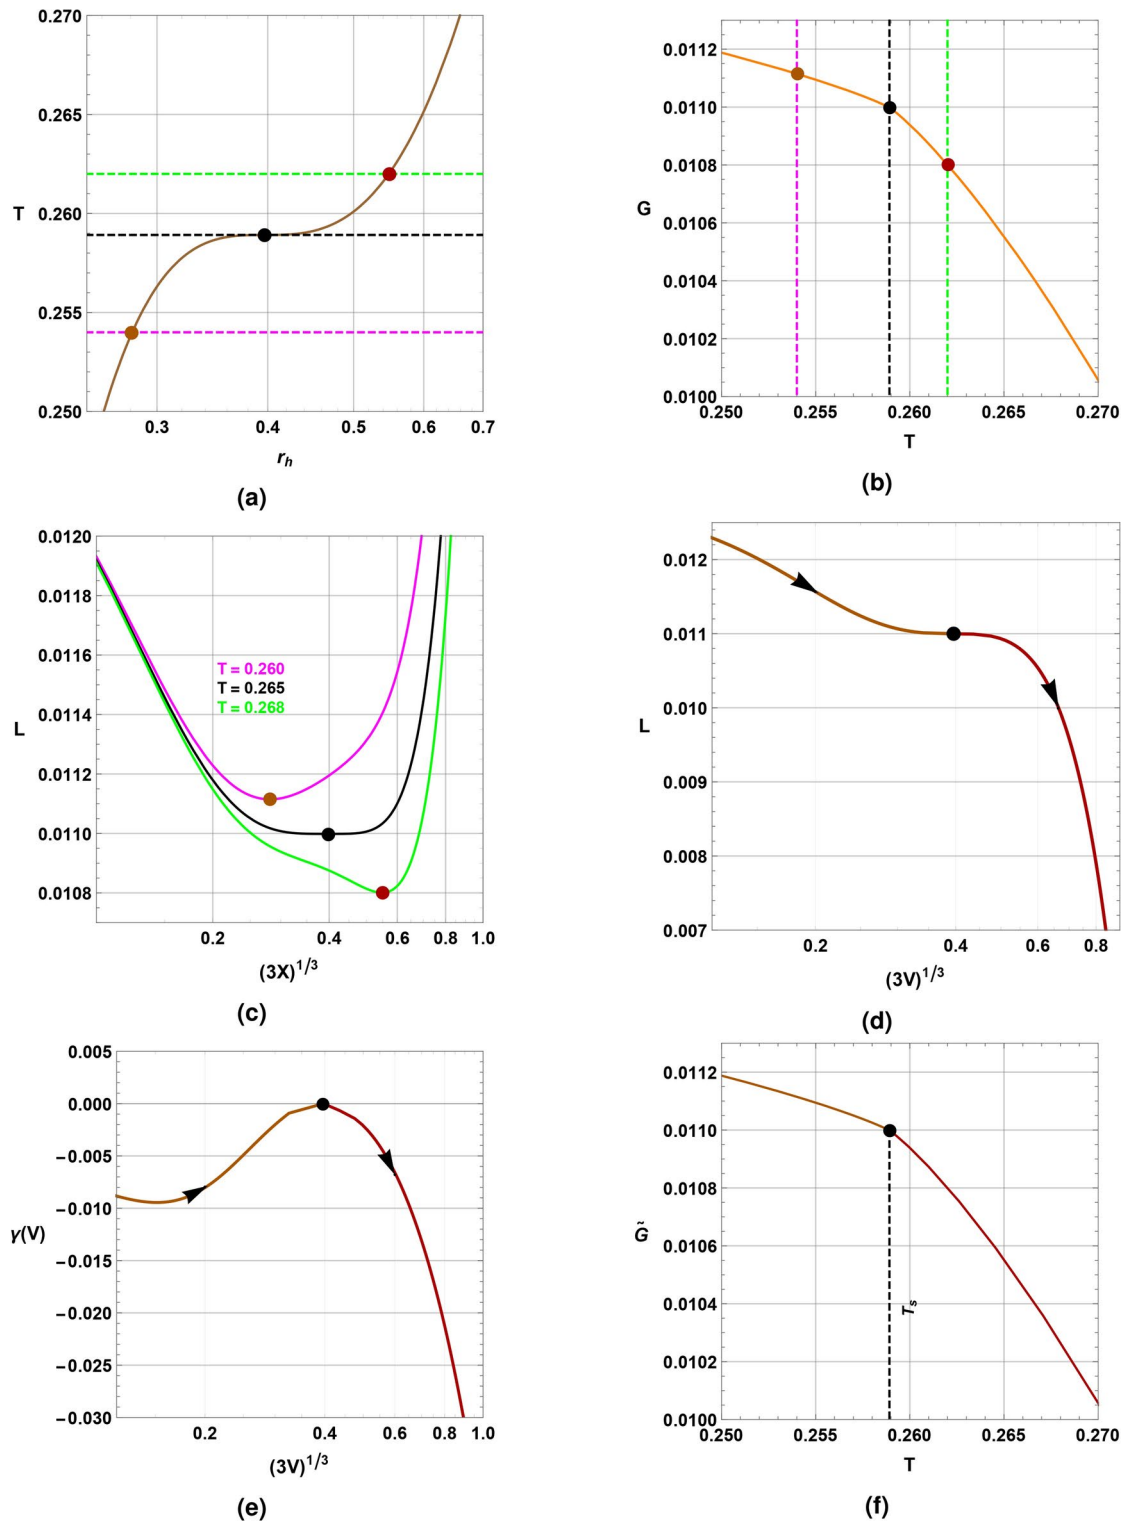 0.270
0.265
T 0.260
0.255
0.250
0.3 0.4 0.5 0.6 0.7
r_h
(a)
0.0112
0.0110
0.0108
G
0.0106
0.0104
0.0102
0.0100
0.250 0.255 0.260 0.265 0.270
T
(b)
0.0120
0.0118
0.0116
0.0114
L
0.0112
0.0110
0.0108
T = 0.260
T = 0.265
T = 0.268
0.2 0.4 0.6 0.8 1.0
(3X)^1/3
(c)
0.012
0.011
0.010
L
0.009
0.008
0.007
0.2 0.4 0.6 0.8
(3V)^1/3
(d)
0.005
0.000
−0.005
−0.010
γ(V)
−0.015
−0.020
−0.025
−0.030
0.2 0.4 0.6 1.0
(3V)^1/3
(e)
0.0112
0.0110
0.0108
G̃
0.0106
0.0104
0.0102
0.0100
T_s
0.250 0.255 0.260 0.265 0.270
T
(f)